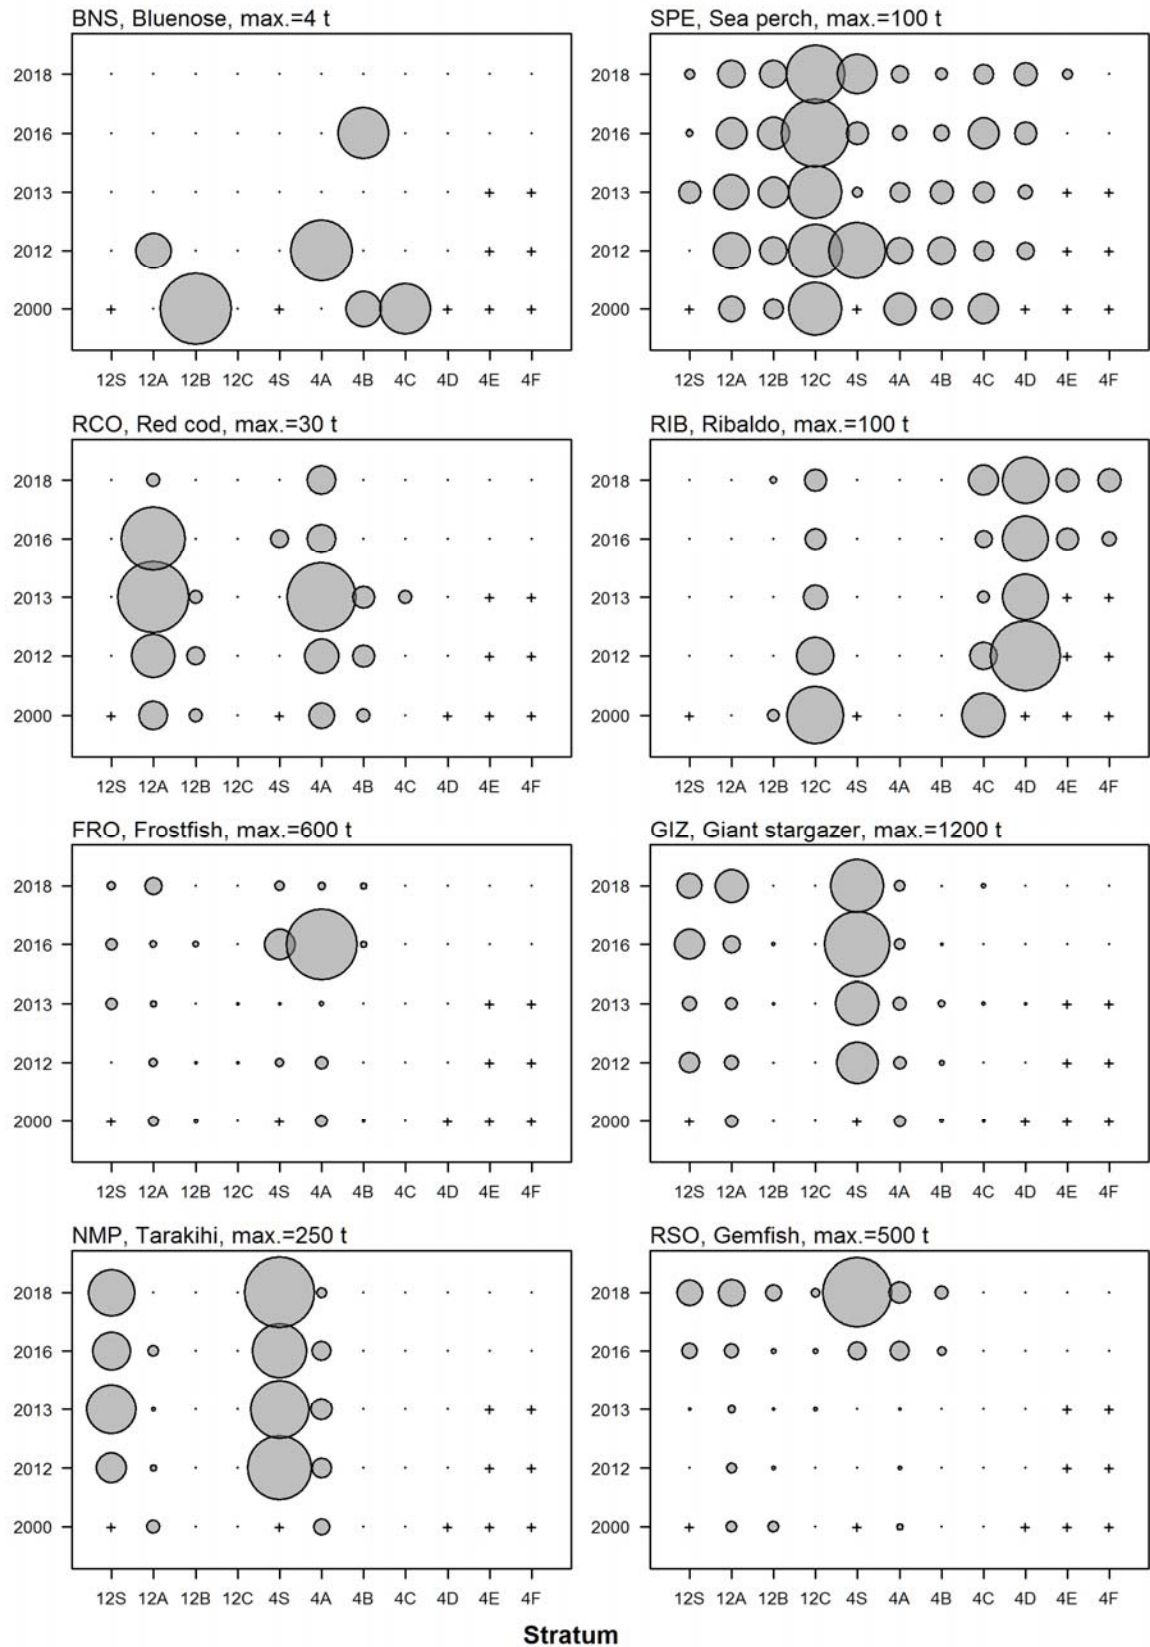 BNS, Bluenose, max.=4 t
2018
2016
2013
2012
2000
12S 12A 12B 12C 4S 4A 4B 4C 4D 4E 4F
SPE, Sea perch, max.=100 t
2018
2016
2013
2012
2000
12S 12A 12B 12C 4S 4A 4B 4C 4D 4E 4F
RCO, Red cod, max.=30 t
2018
2016
2013
2012
2000
12S 12A 12B 12C 4S 4A 4B 4C 4D 4E 4F
RIB, Ribaldo, max.=100 t
2018
2016
2013
2012
2000
12S 12A 12B 12C 4S 4A 4B 4C 4D 4E 4F
FRO, Frostfish, max.=600 t
2018
2016
2013
2012
2000
12S 12A 12B 12C 4S 4A 4B 4C 4D 4E 4F
GIZ, Giant stargazer, max.=1200 t
2018
2016
2013
2012
2000
12S 12A 12B 12C 4S 4A 4B 4C 4D 4E 4F
NMP, Tarakihi, max.=250 t
2018
2016
2013
2012
2000
12S 12A 12B 12C 4S 4A 4B 4C 4D 4E 4F
RSO, Gemfish, max.=500 t
2018
2016
2013
2012
2000
12S 12A 12B 12C 4S 4A 4B 4C 4D 4E 4F
Stratum